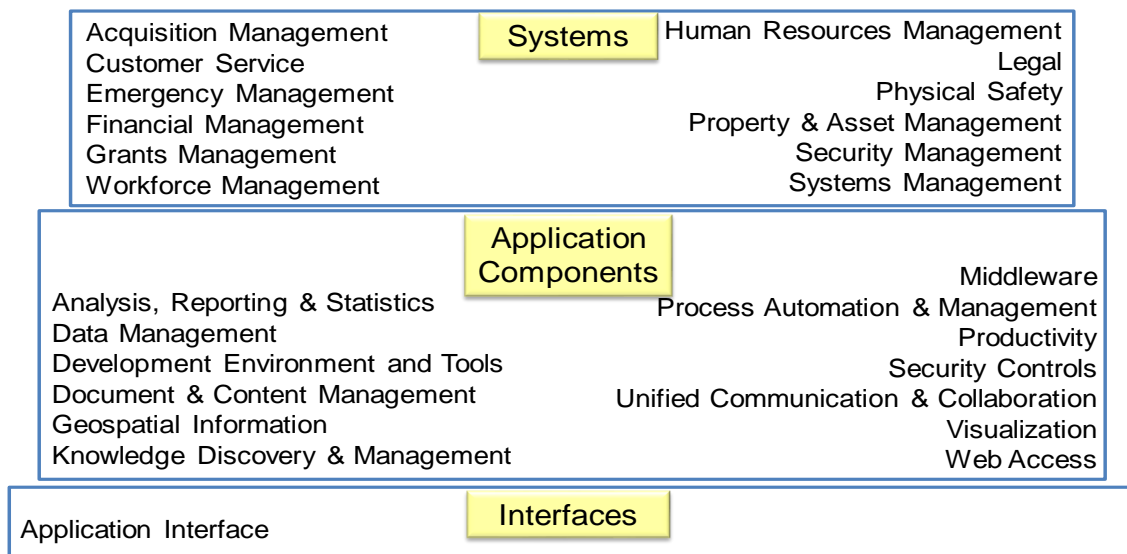 Systems
Acquisition Management
Customer Service
Emergency Management
Financial Management
Grants Management
Workforce Management
Human Resources Management
Legal
Physical Safety
Property & Asset Management
Security Management
Systems Management
Application
Components
Analysis, Reporting & Statistics
Data Management
Development Environment and Tools
Document & Content Management
Geospatial Information
Knowledge Discovery & Management
Middleware
Process Automation & Management
Productivity
Security Controls
Unified Communication & Collaboration
Visualization
Web Access
Interfaces
Application Interface